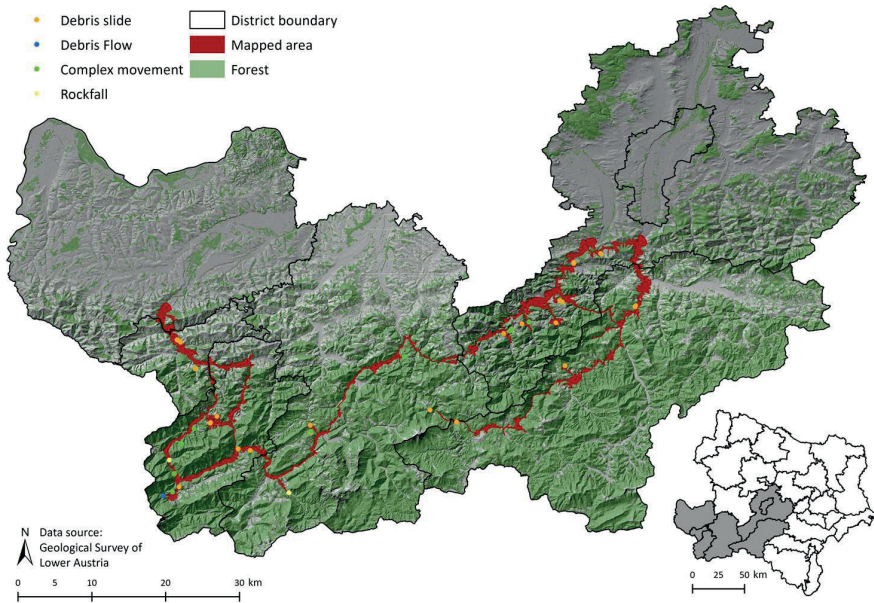 Debris slide
Debris Flow
Complex movement
Rockfall
District boundary
Mapped area
Forest
N
Data source:
Geological Survey of
Lower Austria
0 5 10 20 30 km
0 25 50 km